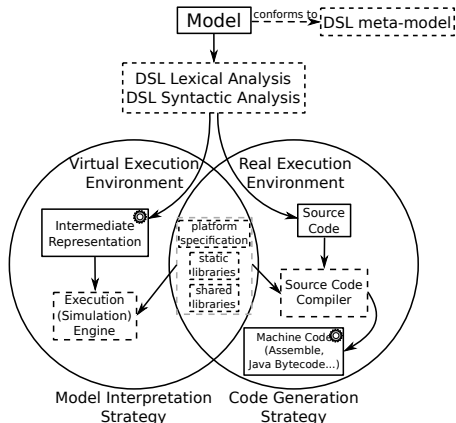 Model
conforms to
DSL meta-model
DSL Lexical Analysis
DSL Syntactic Analysis
Virtual Execution
Environment
Real Execution
Environment
Intermediate
Representation
platform
specification
static
libraries
shared
libraries
Source
Code
Execution
(Simulation)
Engine
Source Code
Compiler
Machine Code
(Assemble,
Java Bytecode...)
Model Interpretation
Strategy
Code Generation
Strategy